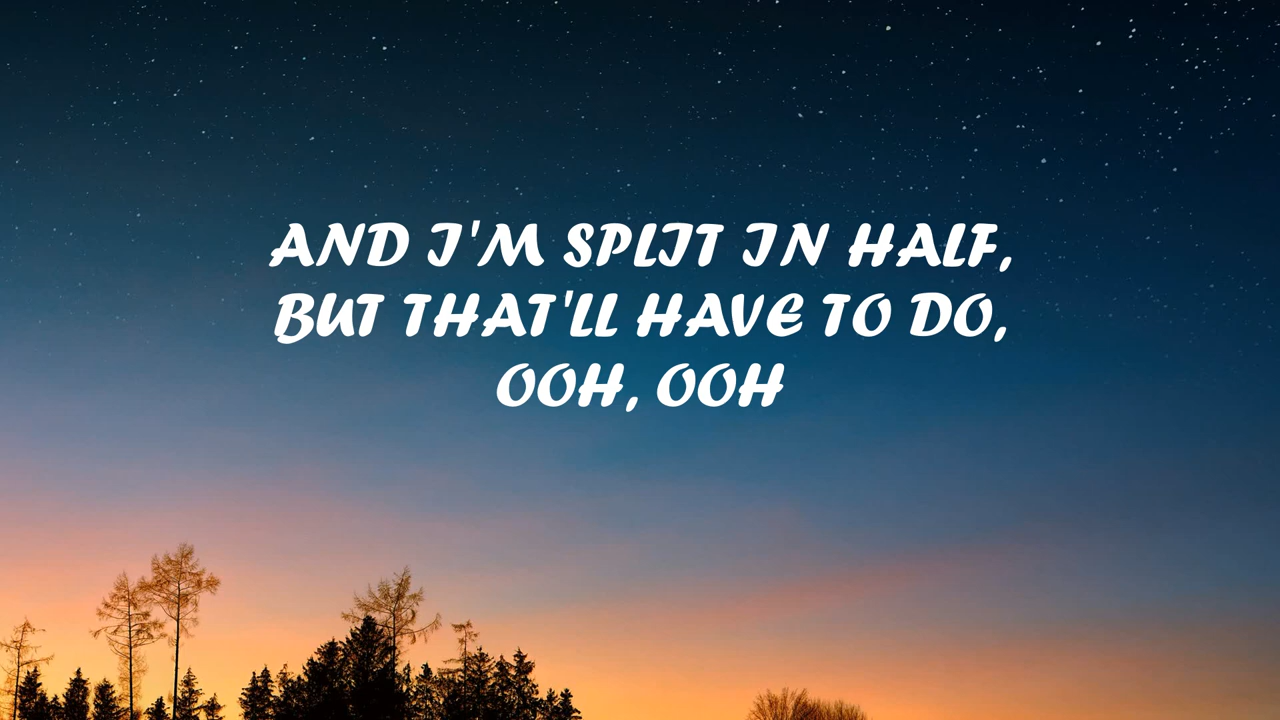 AND I'M SPLIT IN HALF,
BUT THAT'LL HAVE TO DO,
OOH, OOH